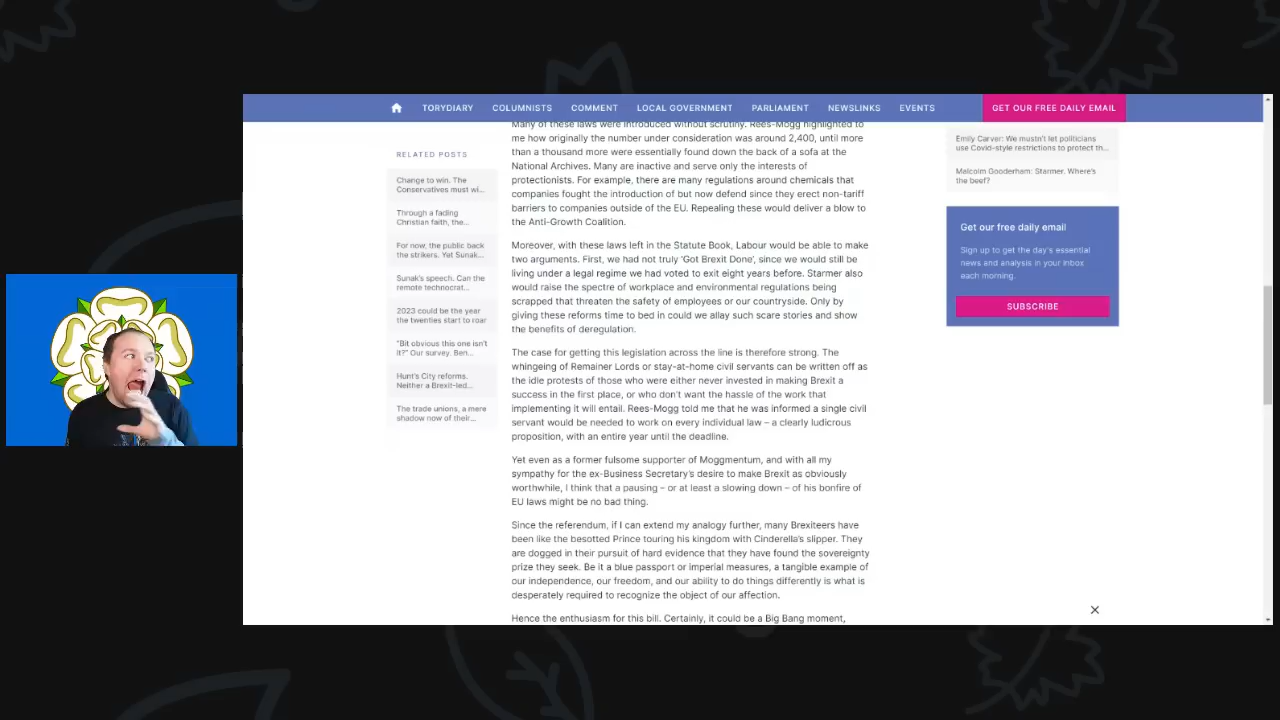 TORYDIARY COLUMNISTS COMMENT LOCAL GOVERNMENT PARLIAMENT NEWSLINKS EVENTS GET OUR FREE DAILY EMAIL
RELATED POSTS
Change to win. The
Conservatives must wi...
Through a fading
Christian faith, the...
For now, the public back
the strikers. Yet Sunak...
Sunak's speech. Can the
remote technocrat...
2023 could be the year
the twenties start to roar
"Bit obvious this one isn't
it?" Our survey. Ben...
Hunt's City reforms.
Neither a Brexit-led...
The trade unions, a mere
shadow now of their...
Many of these laws were introduced without scrutiny. Rees-Mogg highlighted to
me how originally the number under consideration was around 2,400, until more
than a thousand more were essentially found down the back of a sofa at the
National Archives. Many are inactive and serve only the interests of
protectionists. For example, there are many regulations around chemicals that
companies fought the introduction of but now defend since they erect non-tariff
barriers to companies outside of the EU. Repealing these would deliver a blow to
the Anti-Growth Coalition.
Moreover, with these laws left in the Statute Book, Labour would be able to make
two arguments. First, we had not truly 'Got Brexit Done', since we would still be
living under a legal regime we had voted to exit eight years before. Starmer also
would raise the spectre of workplace and environmental regulations being
scrapped that threaten the safety of employees or our countryside. Only by
giving these reforms time to bed in could we allay such scare stories and show
the benefits of deregulation.
The case for getting this legislation across the line is therefore strong. The
whingeing of Remainer Lords or stay-at-home civil servants can be written off as
the idle protests of those who were either never invested in making Brexit a
success in the first place, or who don't want the hassle of the work that
implementing it will entail. Rees-Mogg told me that he was informed a single civil
servant would be needed to work on every individual law – a clearly ludicrous
proposition, with an entire year until the deadline.
Yet even as a former fulsome supporter of Moggmentum, and with all my
sympathy for the ex-Business Secretary's desire to make Brexit as obviously
worthwhile, I think that a pausing – or at least a slowing down – of his bonfire of
EU laws might be no bad thing.
Since the referendum, if I can extend my analogy further, many Brexiteers have
been like the besotted Prince touring his kingdom with Cinderella's slipper. They
are dogged in their pursuit of hard evidence that they have found the sovereignty
prize they seek. Be it a blue passport or imperial measures, a tangible example of
our independence, our freedom, and our ability to do things differently is what is
desperately required to recognize the object of our affection.
Hence the enthusiasm for this bill. Certainly, it could be a Big Bang moment,
Emily Carver: We mustn't let politicians
use Covid-style restrictions to protect th...
Malcolm Gooderham: Starmer. Where's
the beef?
Get our free daily email
Sign up to get the day's essential
news and analysis in your inbox
each morning.
SUBSCRIBE